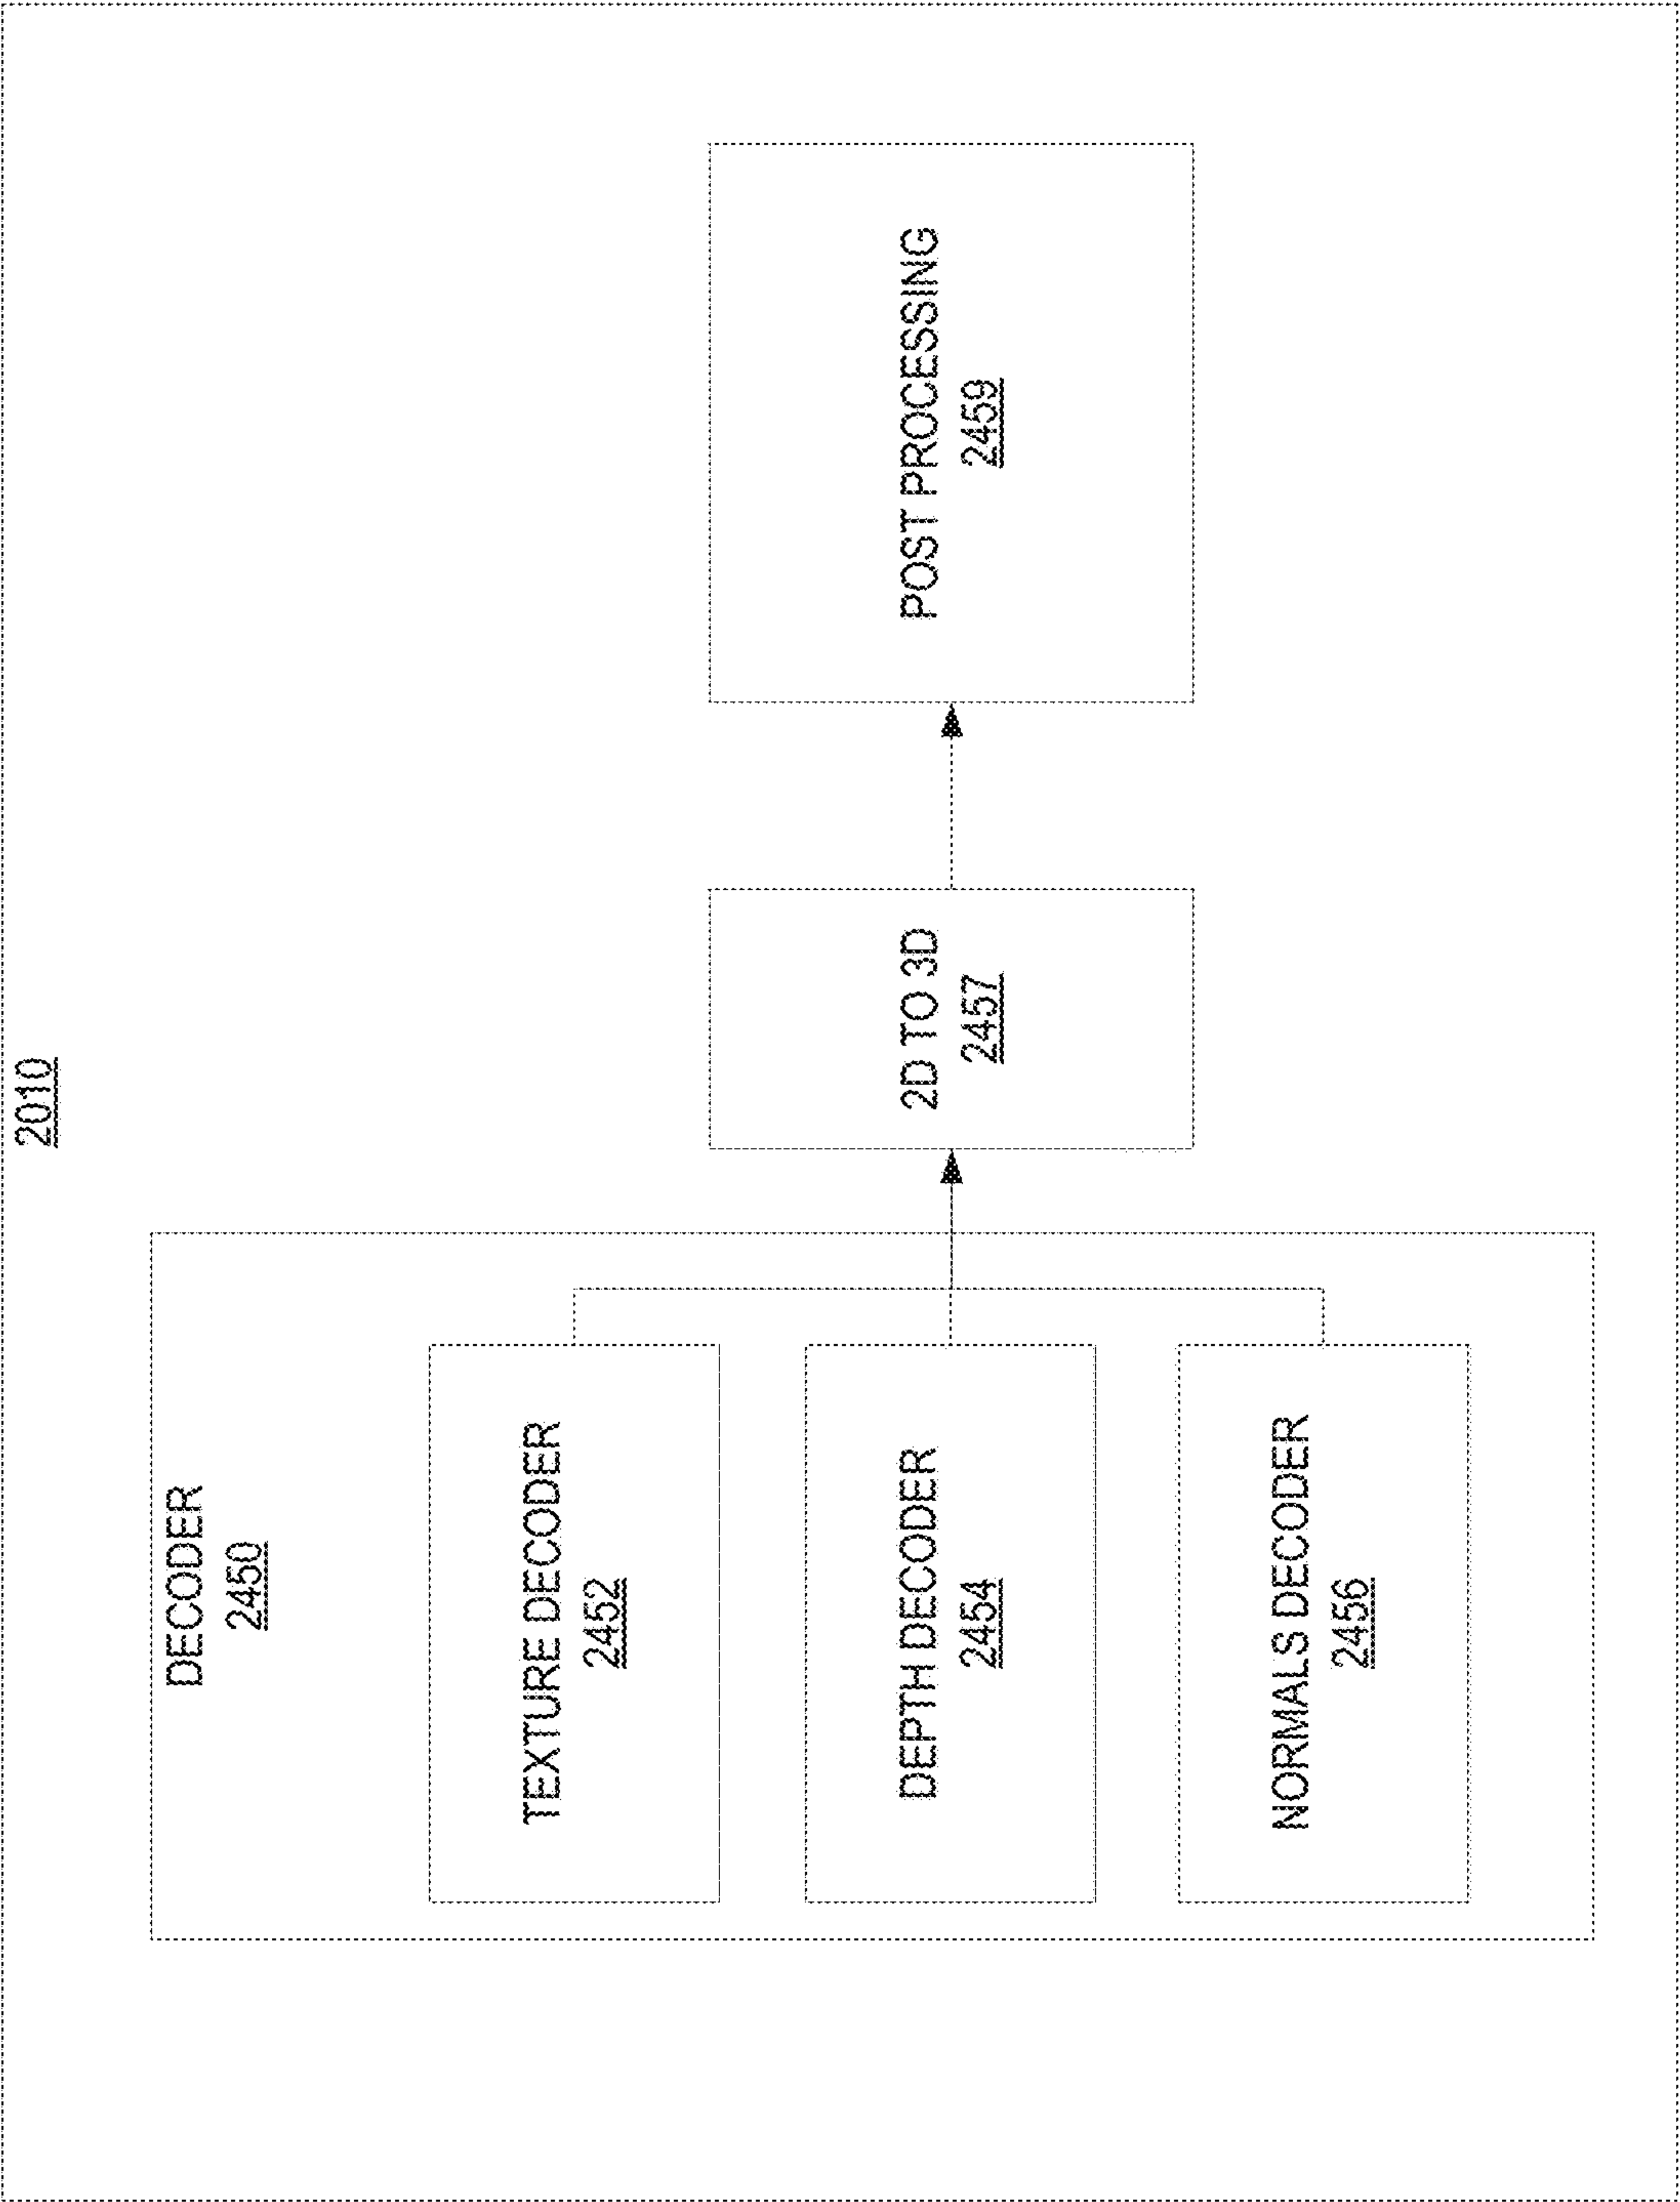 2010
DECODER
2450
TEXTURE DECODER
2452
DEPTH DECODER
2454
NORMALS DECODER
2456
2D TO 3D
2457
POST PROCESSING
2459